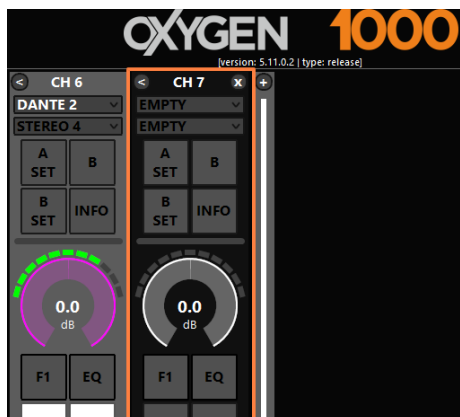 OXYGEN 1000
[version: 5.11.0.2 | type: release]
< CH 6
DANTE 2
STEREO 4
A SET
B
B SET
INFO
0.0
dB
F1
EQ
< CH 7 x
EMPTY
EMPTY
A SET
B
B SET
INFO
0.0
dB
F1
EQ
+